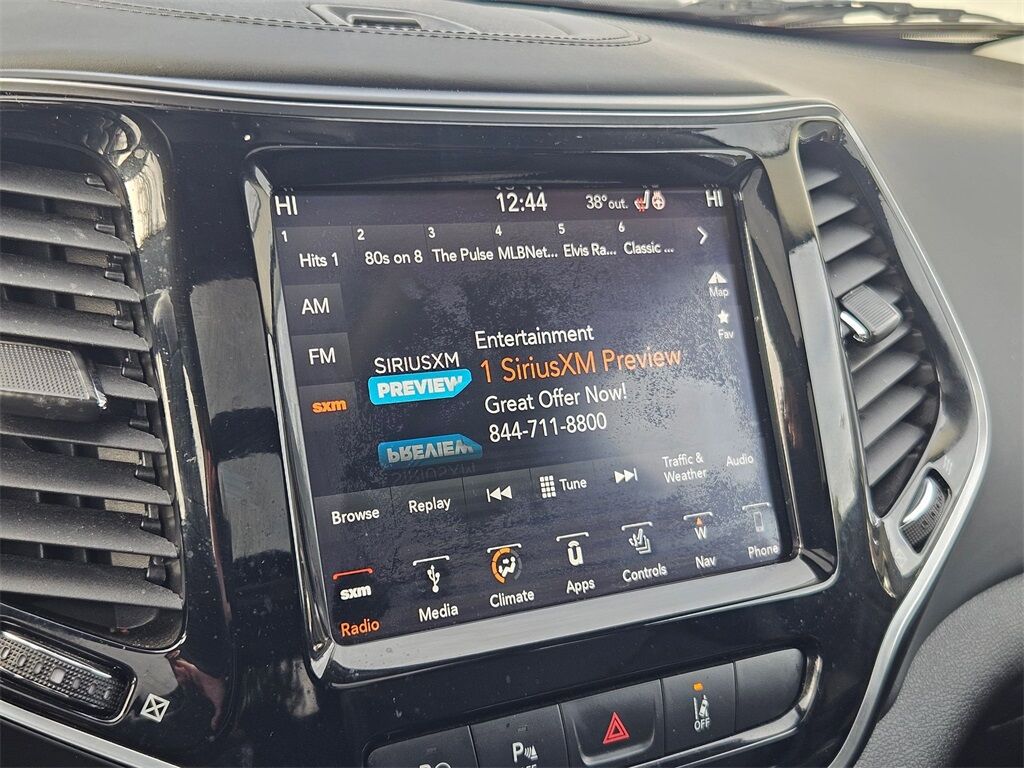 HI 12:44 38° out. HI
1 2 3 4 5 6
Hits 1 80s on 8 The Pulse MLBNet... Elvis Ra... Classic ...
AM
Map
FM
Fav
sxm
SIRIUSXM
PREVIEW
Entertainment
1 SiriusXM Preview
Great Offer Now!
844-711-8800
PREVIEW
Browse Replay Tune Traffic & Weather Audio
sxm W
Radio Media Climate Apps Controls Nav Phone
P OFF